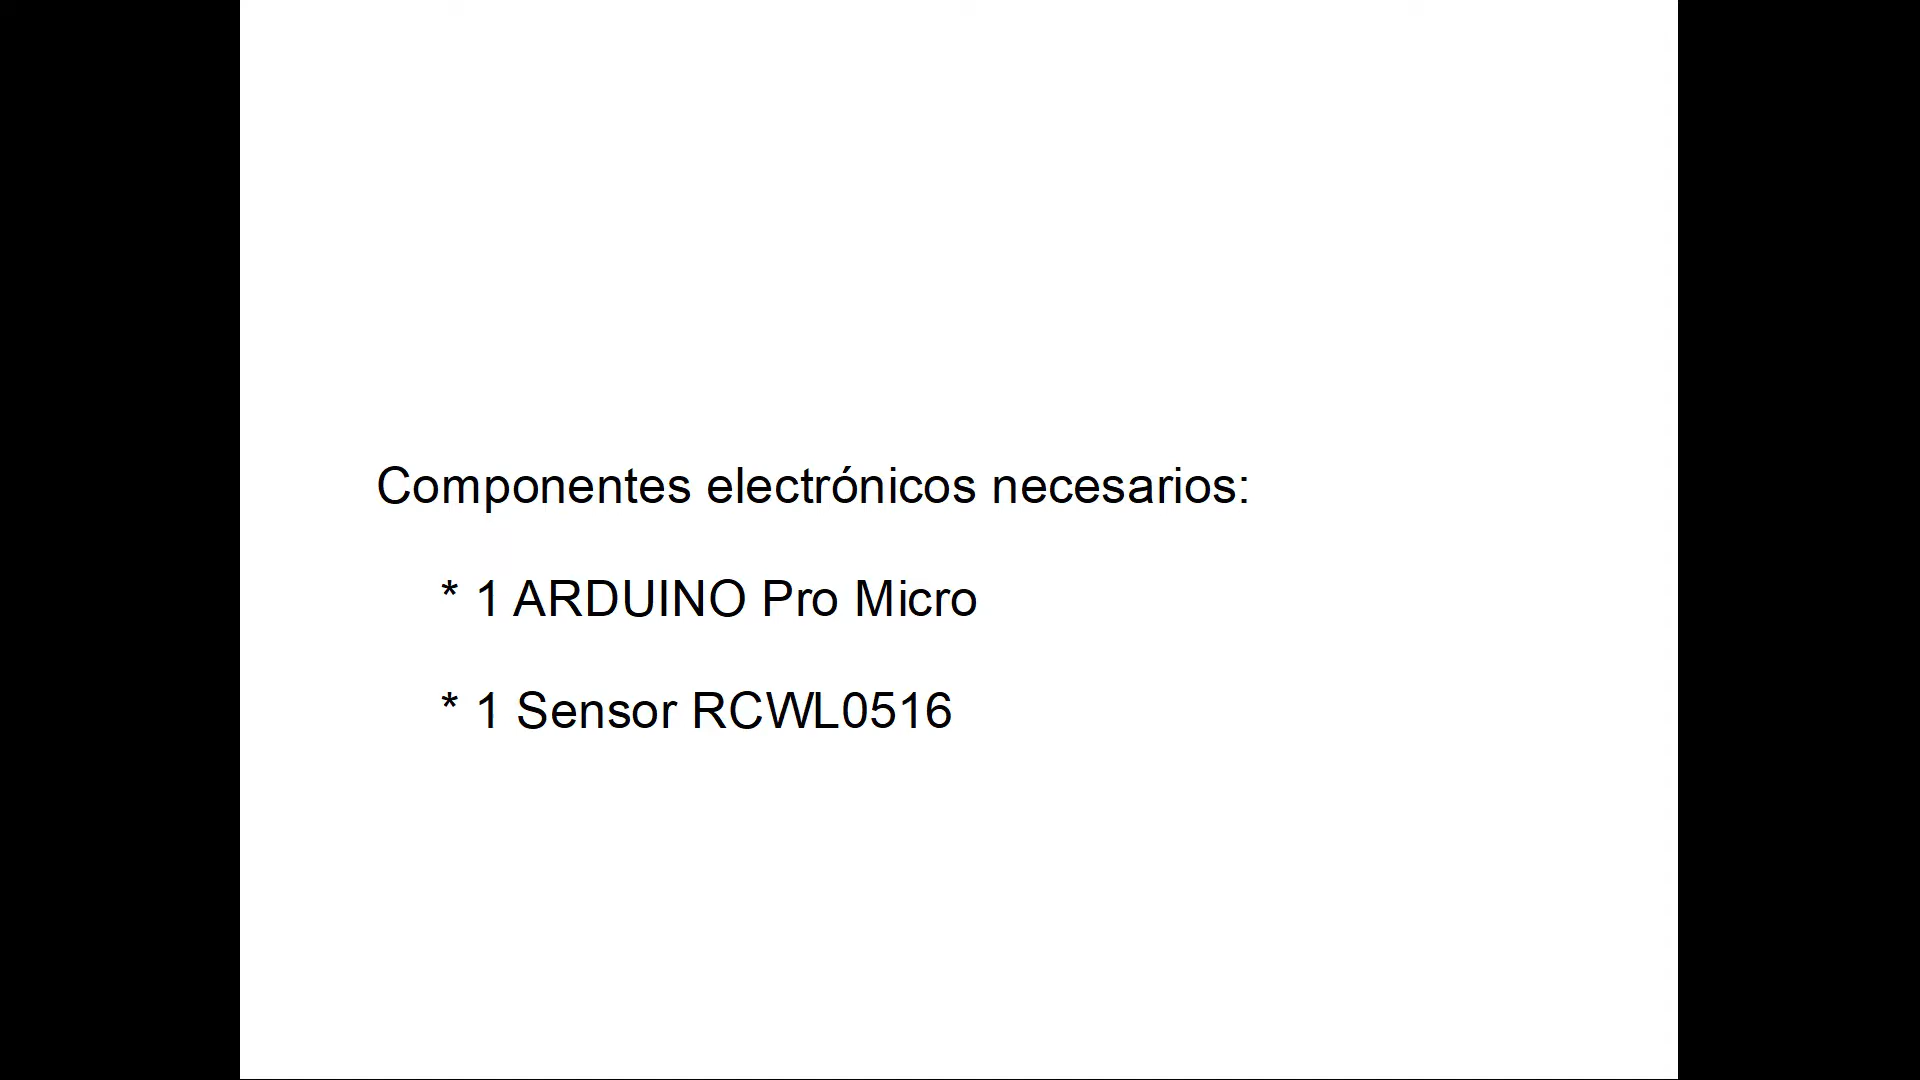 Componentes electrónicos necesarios:
* 1 ARDUINO Pro Micro
* 1 Sensor RCWL0516